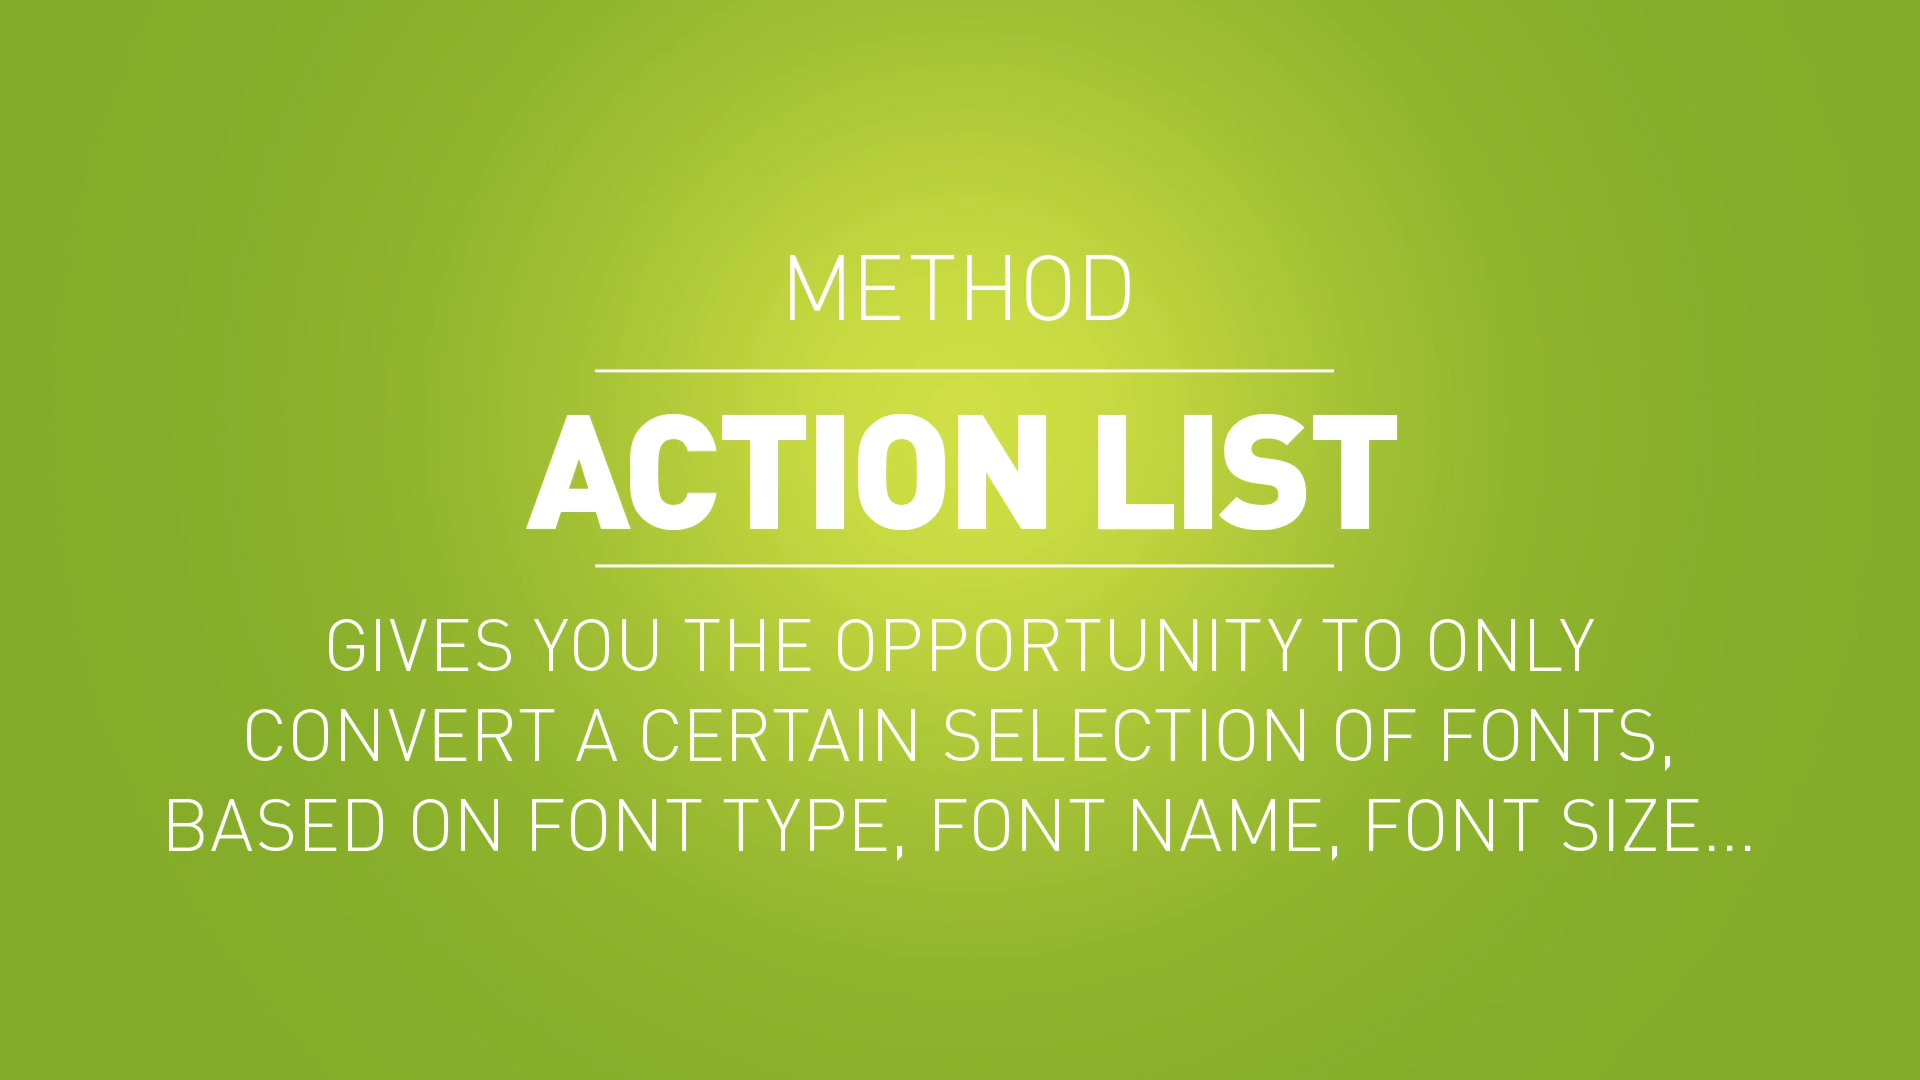 METHOD
ACTION LIST
GIVES YOU THE OPPORTUNITY TO ONLY
CONVERT A CERTAIN SELECTION OF FONTS,
BASED ON FONT TYPE, FONT NAME, FONT SIZE...